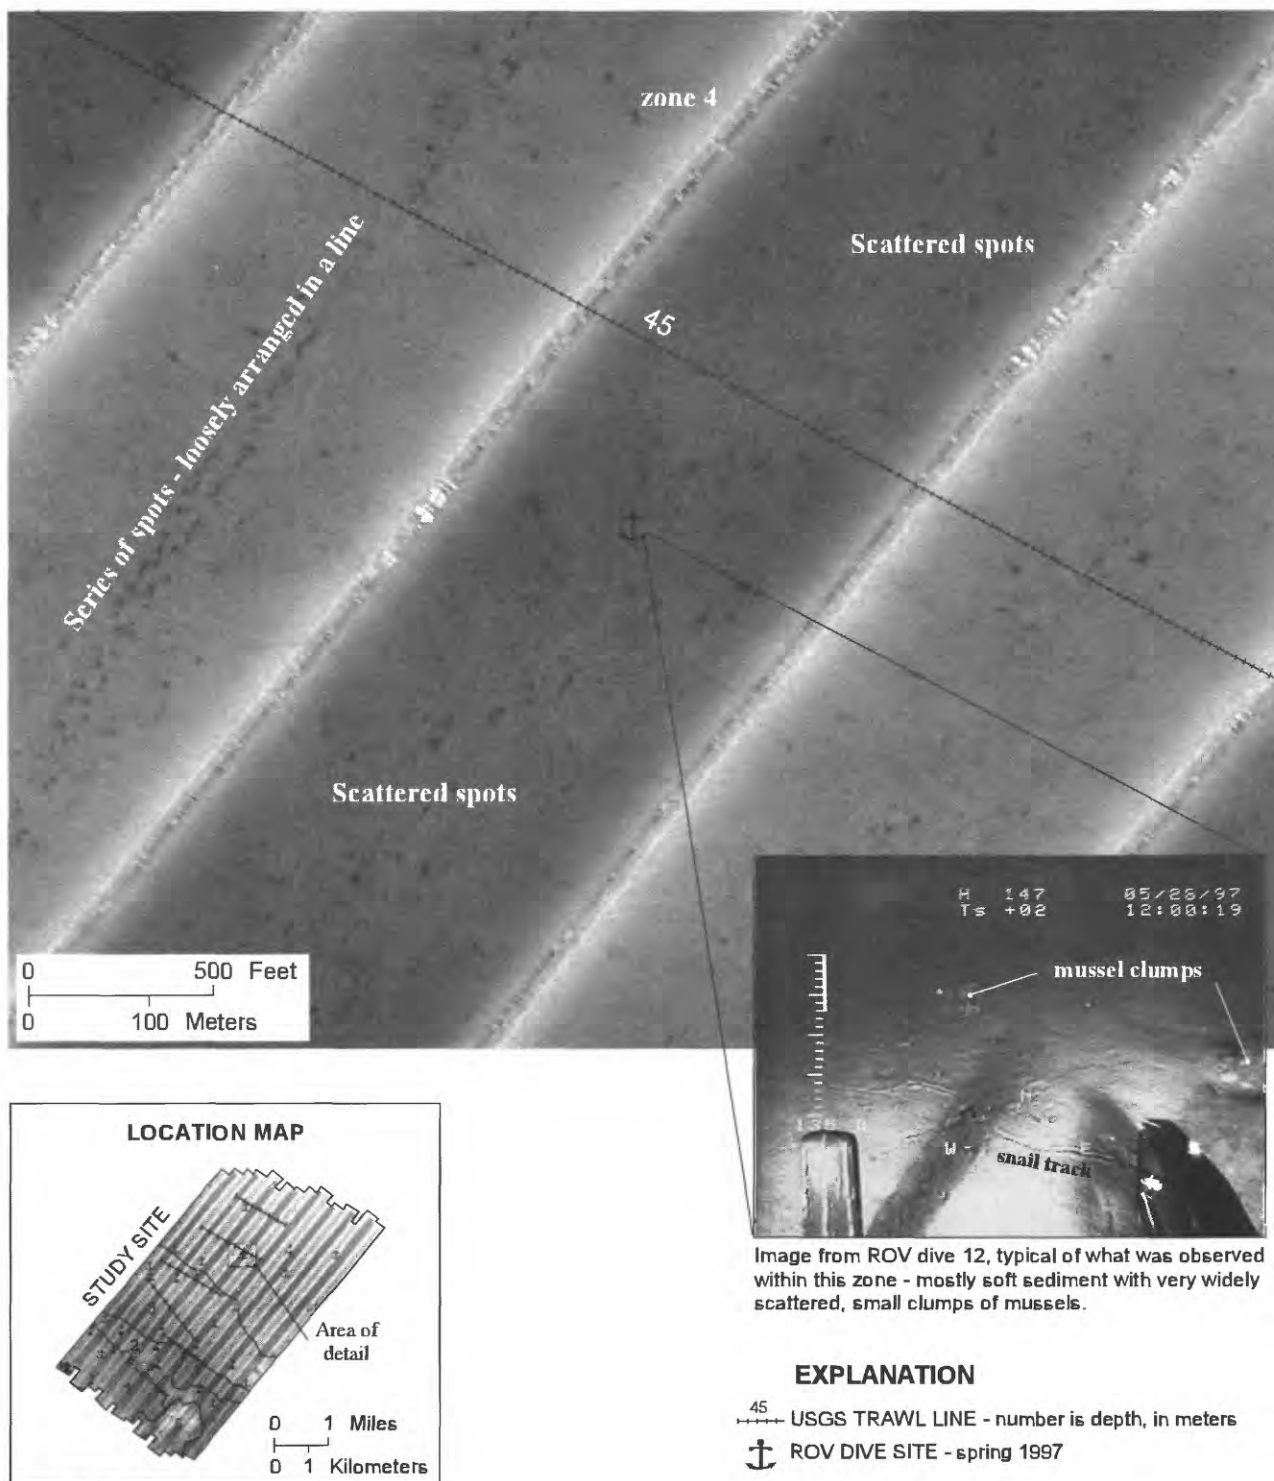 zone 4
Scattered spots
45
Series of spots - loosely arranged in a line
Scattered spots
0 500 Feet
0 100 Meters
H 147 05/26/97
Ts +02 12:00:19
mussel clumps
W - E
snail track
Image from ROV dive 12, typical of what was observed
within this zone - mostly soft sediment with very widely
scattered, small clumps of mussels.
LOCATION MAP
STUDY SITE
Area of
detail
0 1 Miles
0 1 Kilometers
EXPLANATION
45
USGS TRAWL LINE - number is depth, in meters
ROV DIVE SITE - spring 1997